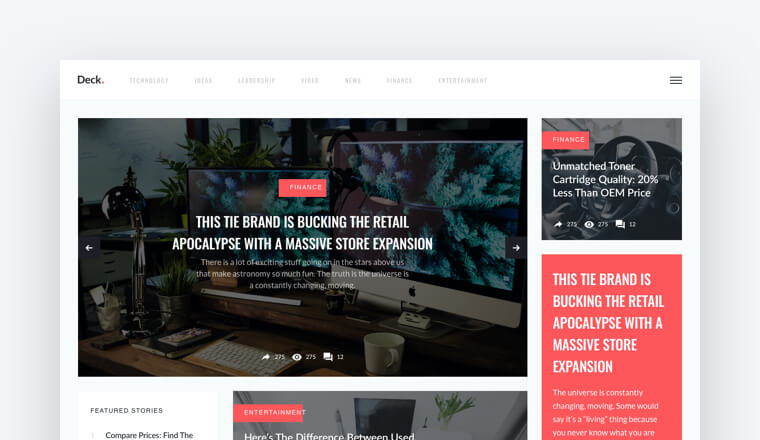 Deck.
TECHNOLOGY IDEAS LEADERSHIP VIDEO NEWS FINANCE ENTERTAINMENT
FINANCE
THIS TIE BRAND IS BUCKING THE RETAIL
APOCALYPSE WITH A MASSIVE STORE EXPANSION
There is a lot of exciting stuff going on in the stars above us
that make astronomy so much fun. The truth is the universe is
a constantly changing, moving.
275 275 12
FINANCE
Unmatched Toner
Cartridge Quality: 20%
Less Than OEM Price
275 275 12
THIS TIE BRAND IS
BUCKING THE RETAIL
APOCALYPSE WITH A
MASSIVE STORE
EXPANSION
The universe is constantly
changing, moving. Some would
say it's a "living" thing because
you never know what you are
FEATURED STORIES
1 Compare Prices: Find The
ENTERTAINMENT
Here's The Difference Between Used